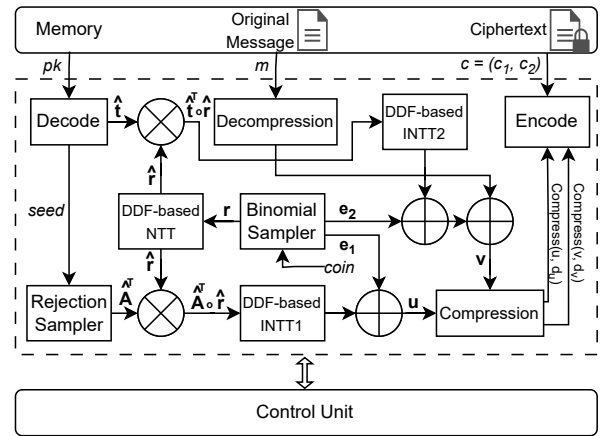 Memory
Original
Message
Ciphertext
pk
m
c = (c₁, c₂)
Decode
t̂
t̂ᵀ∘r̂
Decompression
DDF-based
INTT2
Encode
r̂
seed
DDF-based
NTT
r
Binomial
Sampler
e₂
e₁
coin
Compress(u, dᵤ)
Compress(v, dᵥ)
r̂
v
Rejection
Sampler
Âᵀ
Âᵀ∘r̂
DDF-based
INTT1
u
Compression
Control Unit